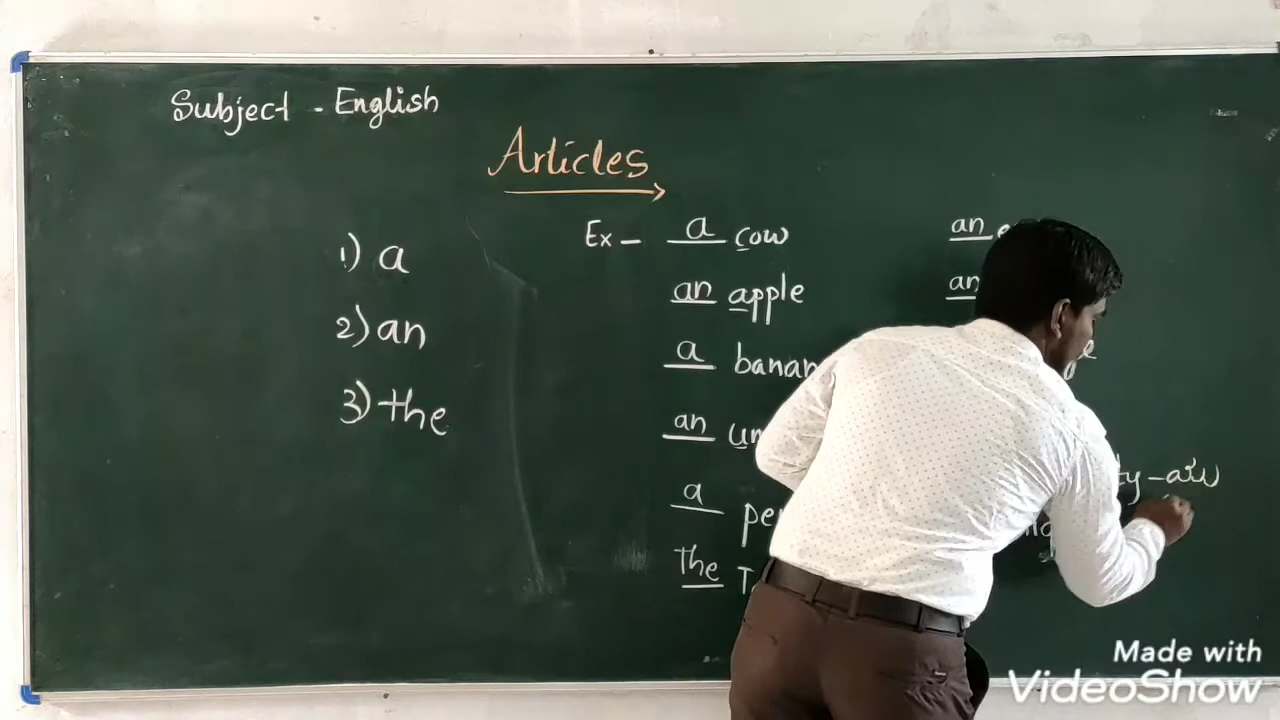 Subject - English
Articles
1) a
2) an
3) the
Ex - a cow
an apple
a banan
an um
a pe
the T
an e
an
Made with
VideoShow